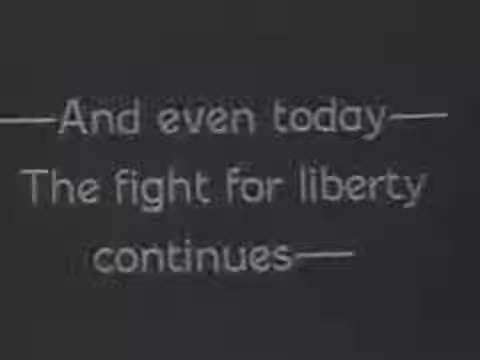 —And even today—
The fight for liberty
continues—